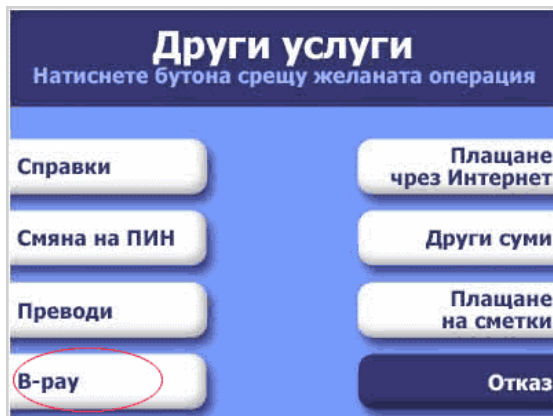 Други услуги
Натиснете бутона срещу желаната операция
Справки
Плащане
чрез Интернет
Смяна на ПИН
Други суми
Преводи
Плащане
на сметки
B-pay
Отказ